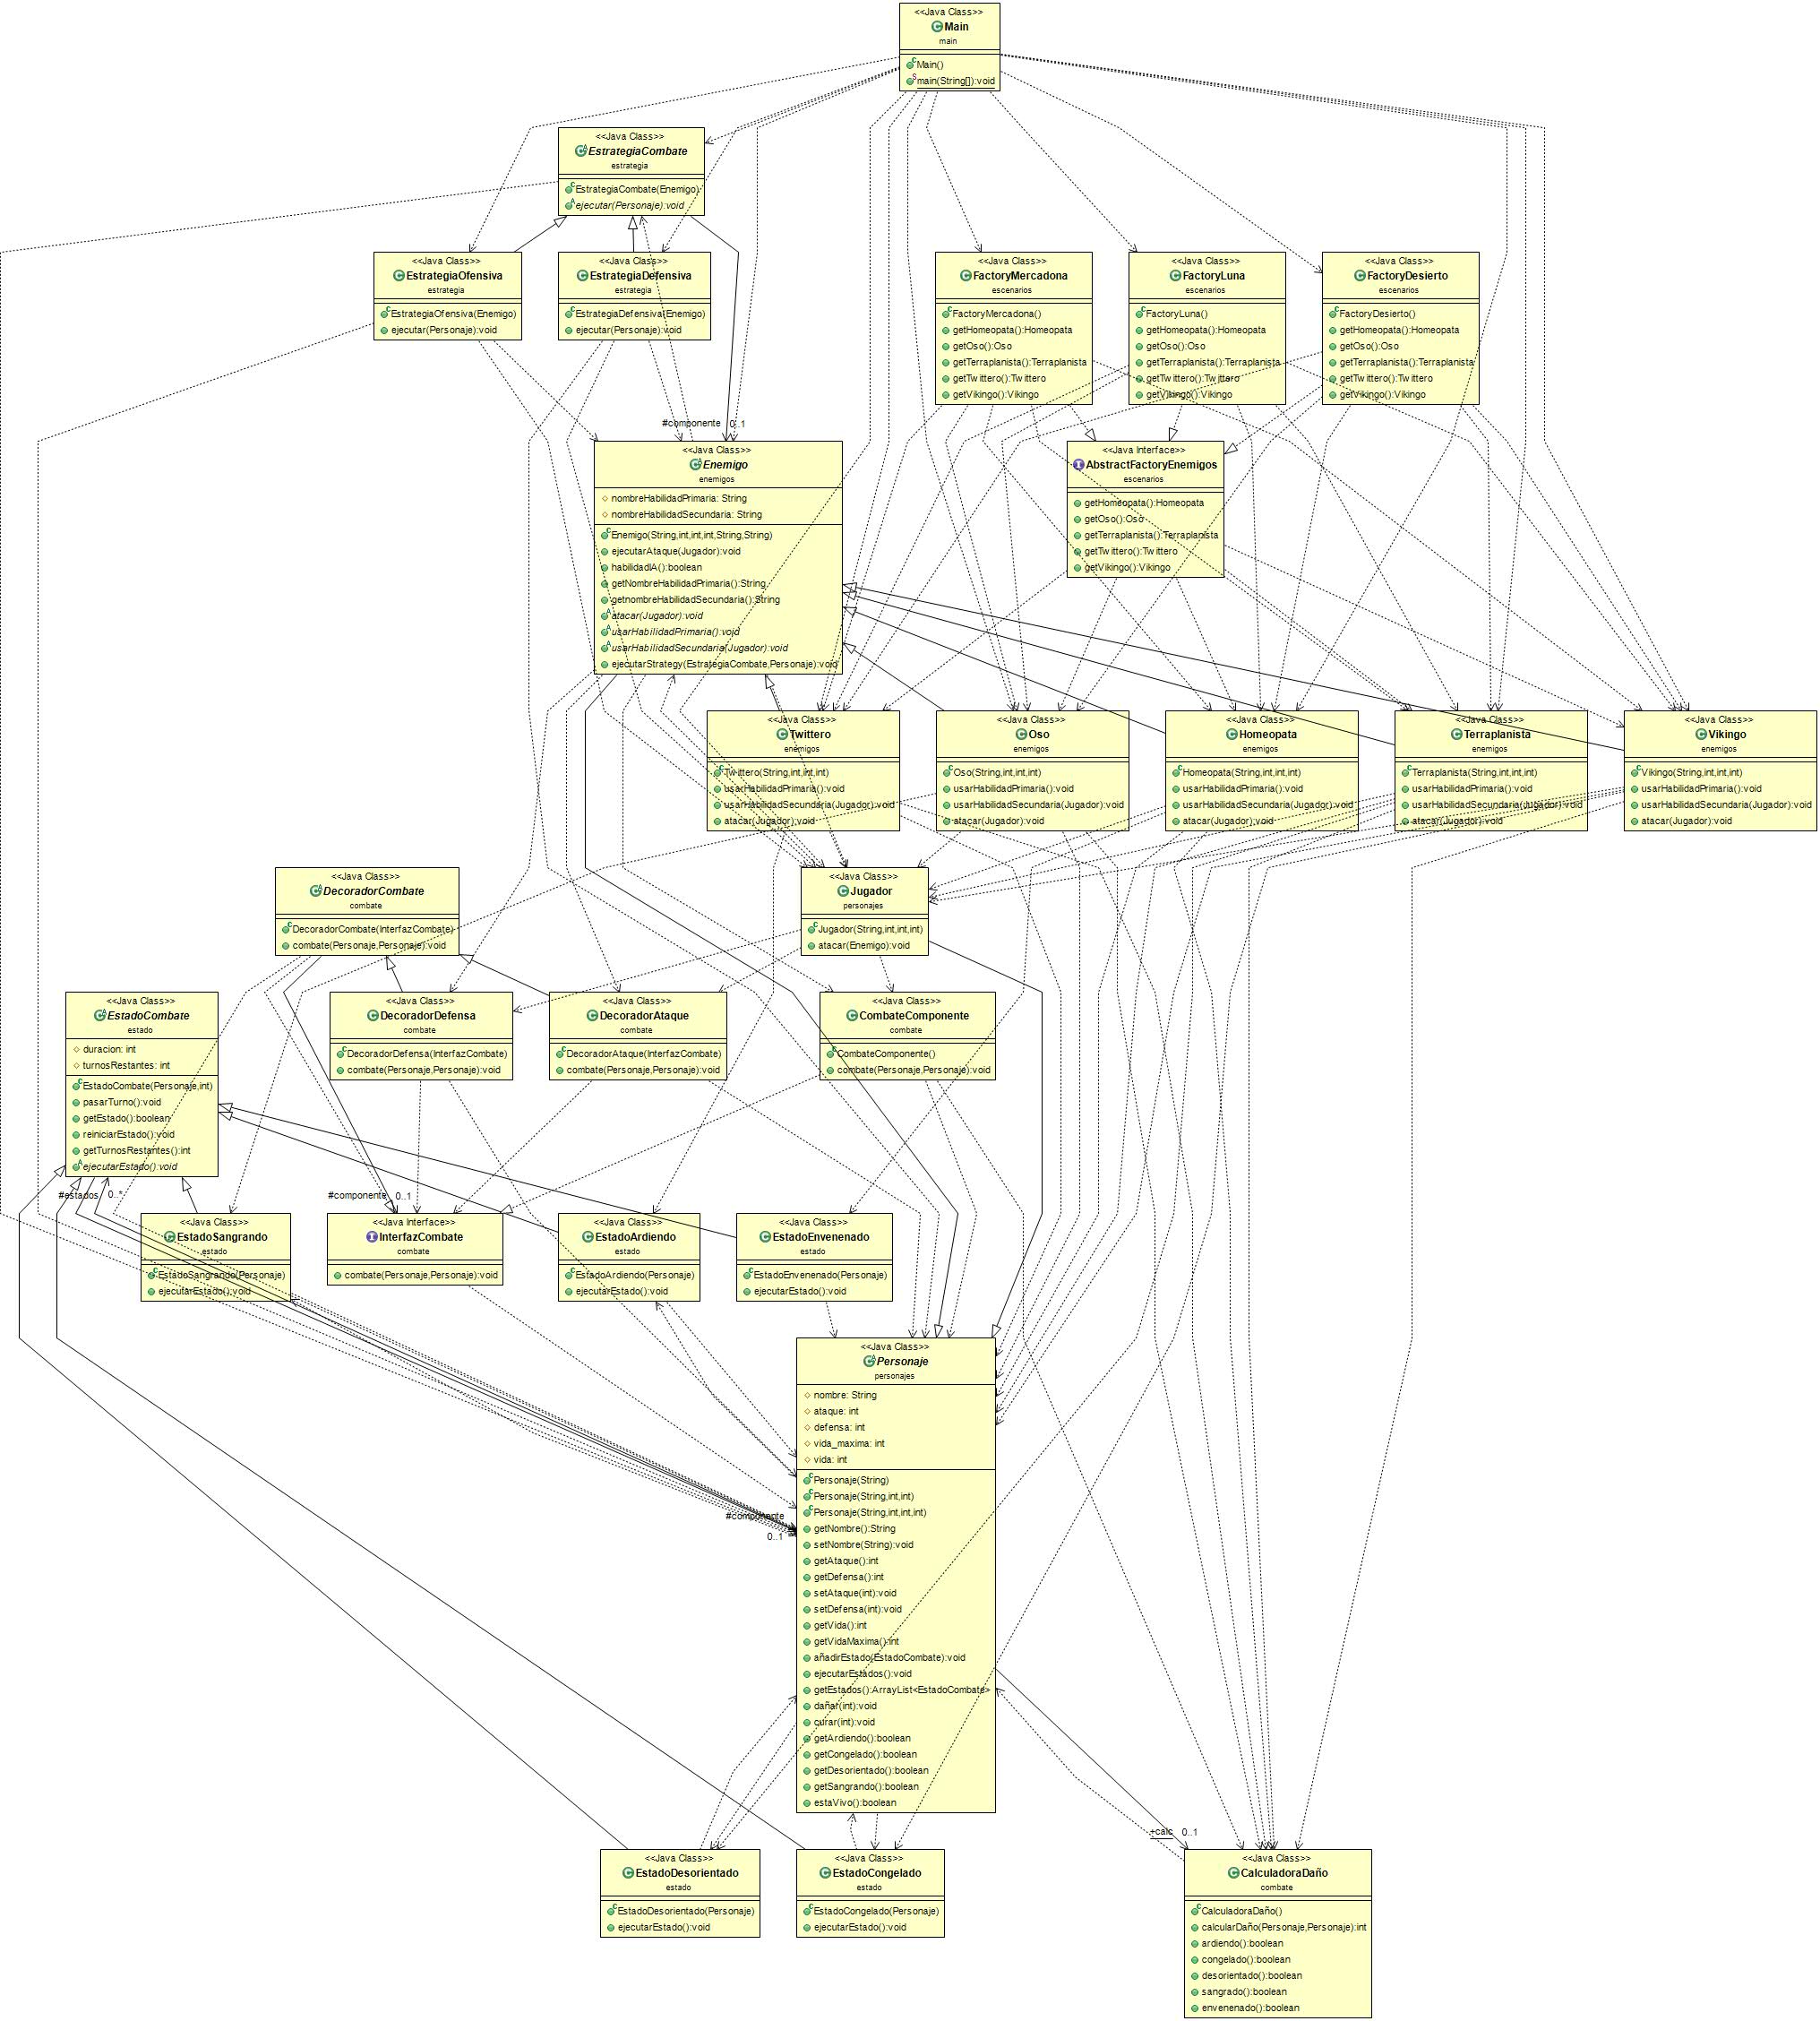 <<Java Class>>
Main
main
Main()
main(String[]):void
<<Java Class>>
EstrategiaCombate
estrategia
EstrategiaCombate(Enemigo)
ejecutar(Personaje):void
<<Java Class>>
EstrategiaOfensiva
estrategia
EstrategiaOfensiva(Enemigo)
ejecutar(Personaje):void
<<Java Class>>
EstrategiaDefensiva
estrategia
EstrategiaDefensiva(Enemigo)
ejecutar(Personaje):void
<<Java Class>>
FactoryMercadona
escenarios
FactoryMercadona()
getHomeopata():Homeopata
getOso():Oso
getTerraplanista():Terraplanista
getTwittero():Twittero
getVikingo():Vikingo
<<Java Class>>
FactoryLuna
escenarios
FactoryLuna()
getHomeopata():Homeopata
getOso():Oso
getTerraplanista():Terraplanista
getTwittero():Twittero
getVikingo():Vikingo
<<Java Class>>
FactoryDesierto
escenarios
FactoryDesierto()
getHomeopata():Homeopata
getOso():Oso
getTerraplanista():Terraplanista
getTwittero():Twittero
getVikingo():Vikingo
#componente 0..1
<<Java Class>>
Enemigo
enemigos
nombreHabilidadPrimaria: String
nombreHabilidadSecundaria: String
Enemigo(String,int,int,int,String,String)
ejecutarAtaque(Jugador):void
habilidadIA():boolean
getNombreHabilidadPrimaria():String
getnombreHabilidadSecundaria():String
atacar(Jugador):void
usarHabilidadPrimaria():void
usarHabilidadSecundaria(Jugador):void
ejecutarStrategy(EstrategiaCombate,Personaje):void
<<Java Interface>>
AbstractFactoryEnemigos
escenarios
getHomeopata():Homeopata
getOso():Oso
getTerraplanista():Terraplanista
getTwittero():Twittero
getVikingo():Vikingo
<<Java Class>>
Twittero
enemigos
Twittero(String,int,int,int)
usarHabilidadPrimaria():void
usarHabilidadSecundaria(Jugador):void
atacar(Jugador):void
<<Java Class>>
Oso
enemigos
Oso(String,int,int,int)
usarHabilidadPrimaria():void
usarHabilidadSecundaria(Jugador):void
atacar(Jugador):void
<<Java Class>>
Homeopata
enemigos
Homeopata(String,int,int,int)
usarHabilidadPrimaria():void
usarHabilidadSecundaria(Jugador):void
atacar(Jugador):void
<<Java Class>>
Terraplanista
enemigos
Terraplanista(String,int,int,int)
usarHabilidadPrimaria():void
usarHabilidadSecundaria(Jugador):void
atacar(Jugador):void
<<Java Class>>
Vikingo
enemigos
Vikingo(String,int,int,int)
usarHabilidadPrimaria():void
usarHabilidadSecundaria(Jugador):void
atacar(Jugador):void
<<Java Class>>
DecoradorCombate
combate
DecoradorCombate(InterfazCombate)
combate(Personaje,Personaje):void
<<Java Class>>
Jugador
personajes
Jugador(String,int,int,int)
atacar(Enemigo):void
<<Java Class>>
EstadoCombate
estado
duracion: int
turnosRestantes: int
EstadoCombate(Personaje,int)
pasarTurno():void
getEstado():boolean
reiniciarEstado():void
getTurnosRestantes():int
ejecutarEstado():void
<<Java Class>>
DecoradorDefensa
combate
DecoradorDefensa(InterfazCombate)
combate(Personaje,Personaje):void
<<Java Class>>
DecoradorAtaque
combate
DecoradorAtaque(InterfazCombate)
combate(Personaje,Personaje):void
<<Java Class>>
CombateComponente
combate
CombateComponente()
combate(Personaje,Personaje):void
#estados 0..*
#componente 0..1
<<Java Class>>
EstadoSangrando
estado
EstadoSangrando(Personaje)
ejecutarEstado():void
<<Java Interface>>
InterfazCombate
combate
combate(Personaje,Personaje):void
<<Java Class>>
EstadoArdiendo
estado
EstadoArdiendo(Personaje)
ejecutarEstado():void
<<Java Class>>
EstadoEnvenenado
estado
EstadoEnvenenado(Personaje)
ejecutarEstado():void
<<Java Class>>
Personaje
personajes
nombre: String
ataque: int
defensa: int
vida_maxima: int
vida: int
Personaje(String)
Personaje(String,int,int)
Personaje(String,int,int,int)
getNombre():String
setNombre(String):void
getAtaque():int
getDefensa():int
setAtaque(int):void
setDefensa(int):void
getVida():int
getVidaMaxima():int
añadirEstado(EstadoCombate):void
ejecutarEstados():void
getEstados():ArrayList<EstadoCombate>
dañar(int):void
curar(int):void
getArdiendo():boolean
getCongelado():boolean
getDesorientado():boolean
getSangrando():boolean
estaVivo():boolean
#componente
0..1
+calc 0..1
<<Java Class>>
EstadoDesorientado
estado
EstadoDesorientado(Personaje)
ejecutarEstado():void
<<Java Class>>
EstadoCongelado
estado
EstadoCongelado(Personaje)
ejecutarEstado():void
<<Java Class>>
CalculadoraDaño
combate
CalculadoraDaño()
calcularDaño(Personaje,Personaje):int
ardiendo():boolean
congelado():boolean
desorientado():boolean
sangrado():boolean
envenenado():boolean